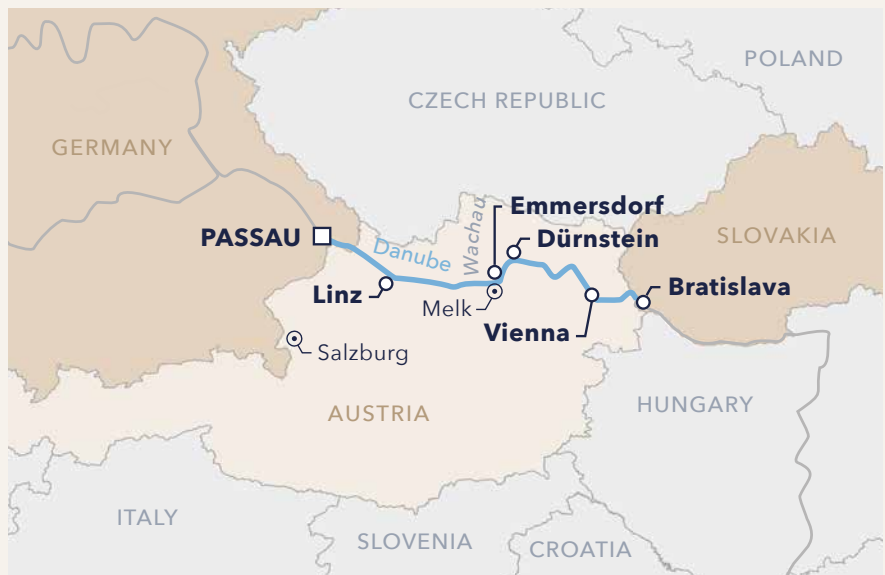 POLAND
CZECH REPUBLIC
GERMANY
Wachau
Emmersdorf
PASSAU
Danube
Dürnstein
SLOVAKIA
Linz
Melk
Bratislava
Vienna
Salzburg
AUSTRIA
HUNGARY
ITALY
SLOVENIA
CROATIA